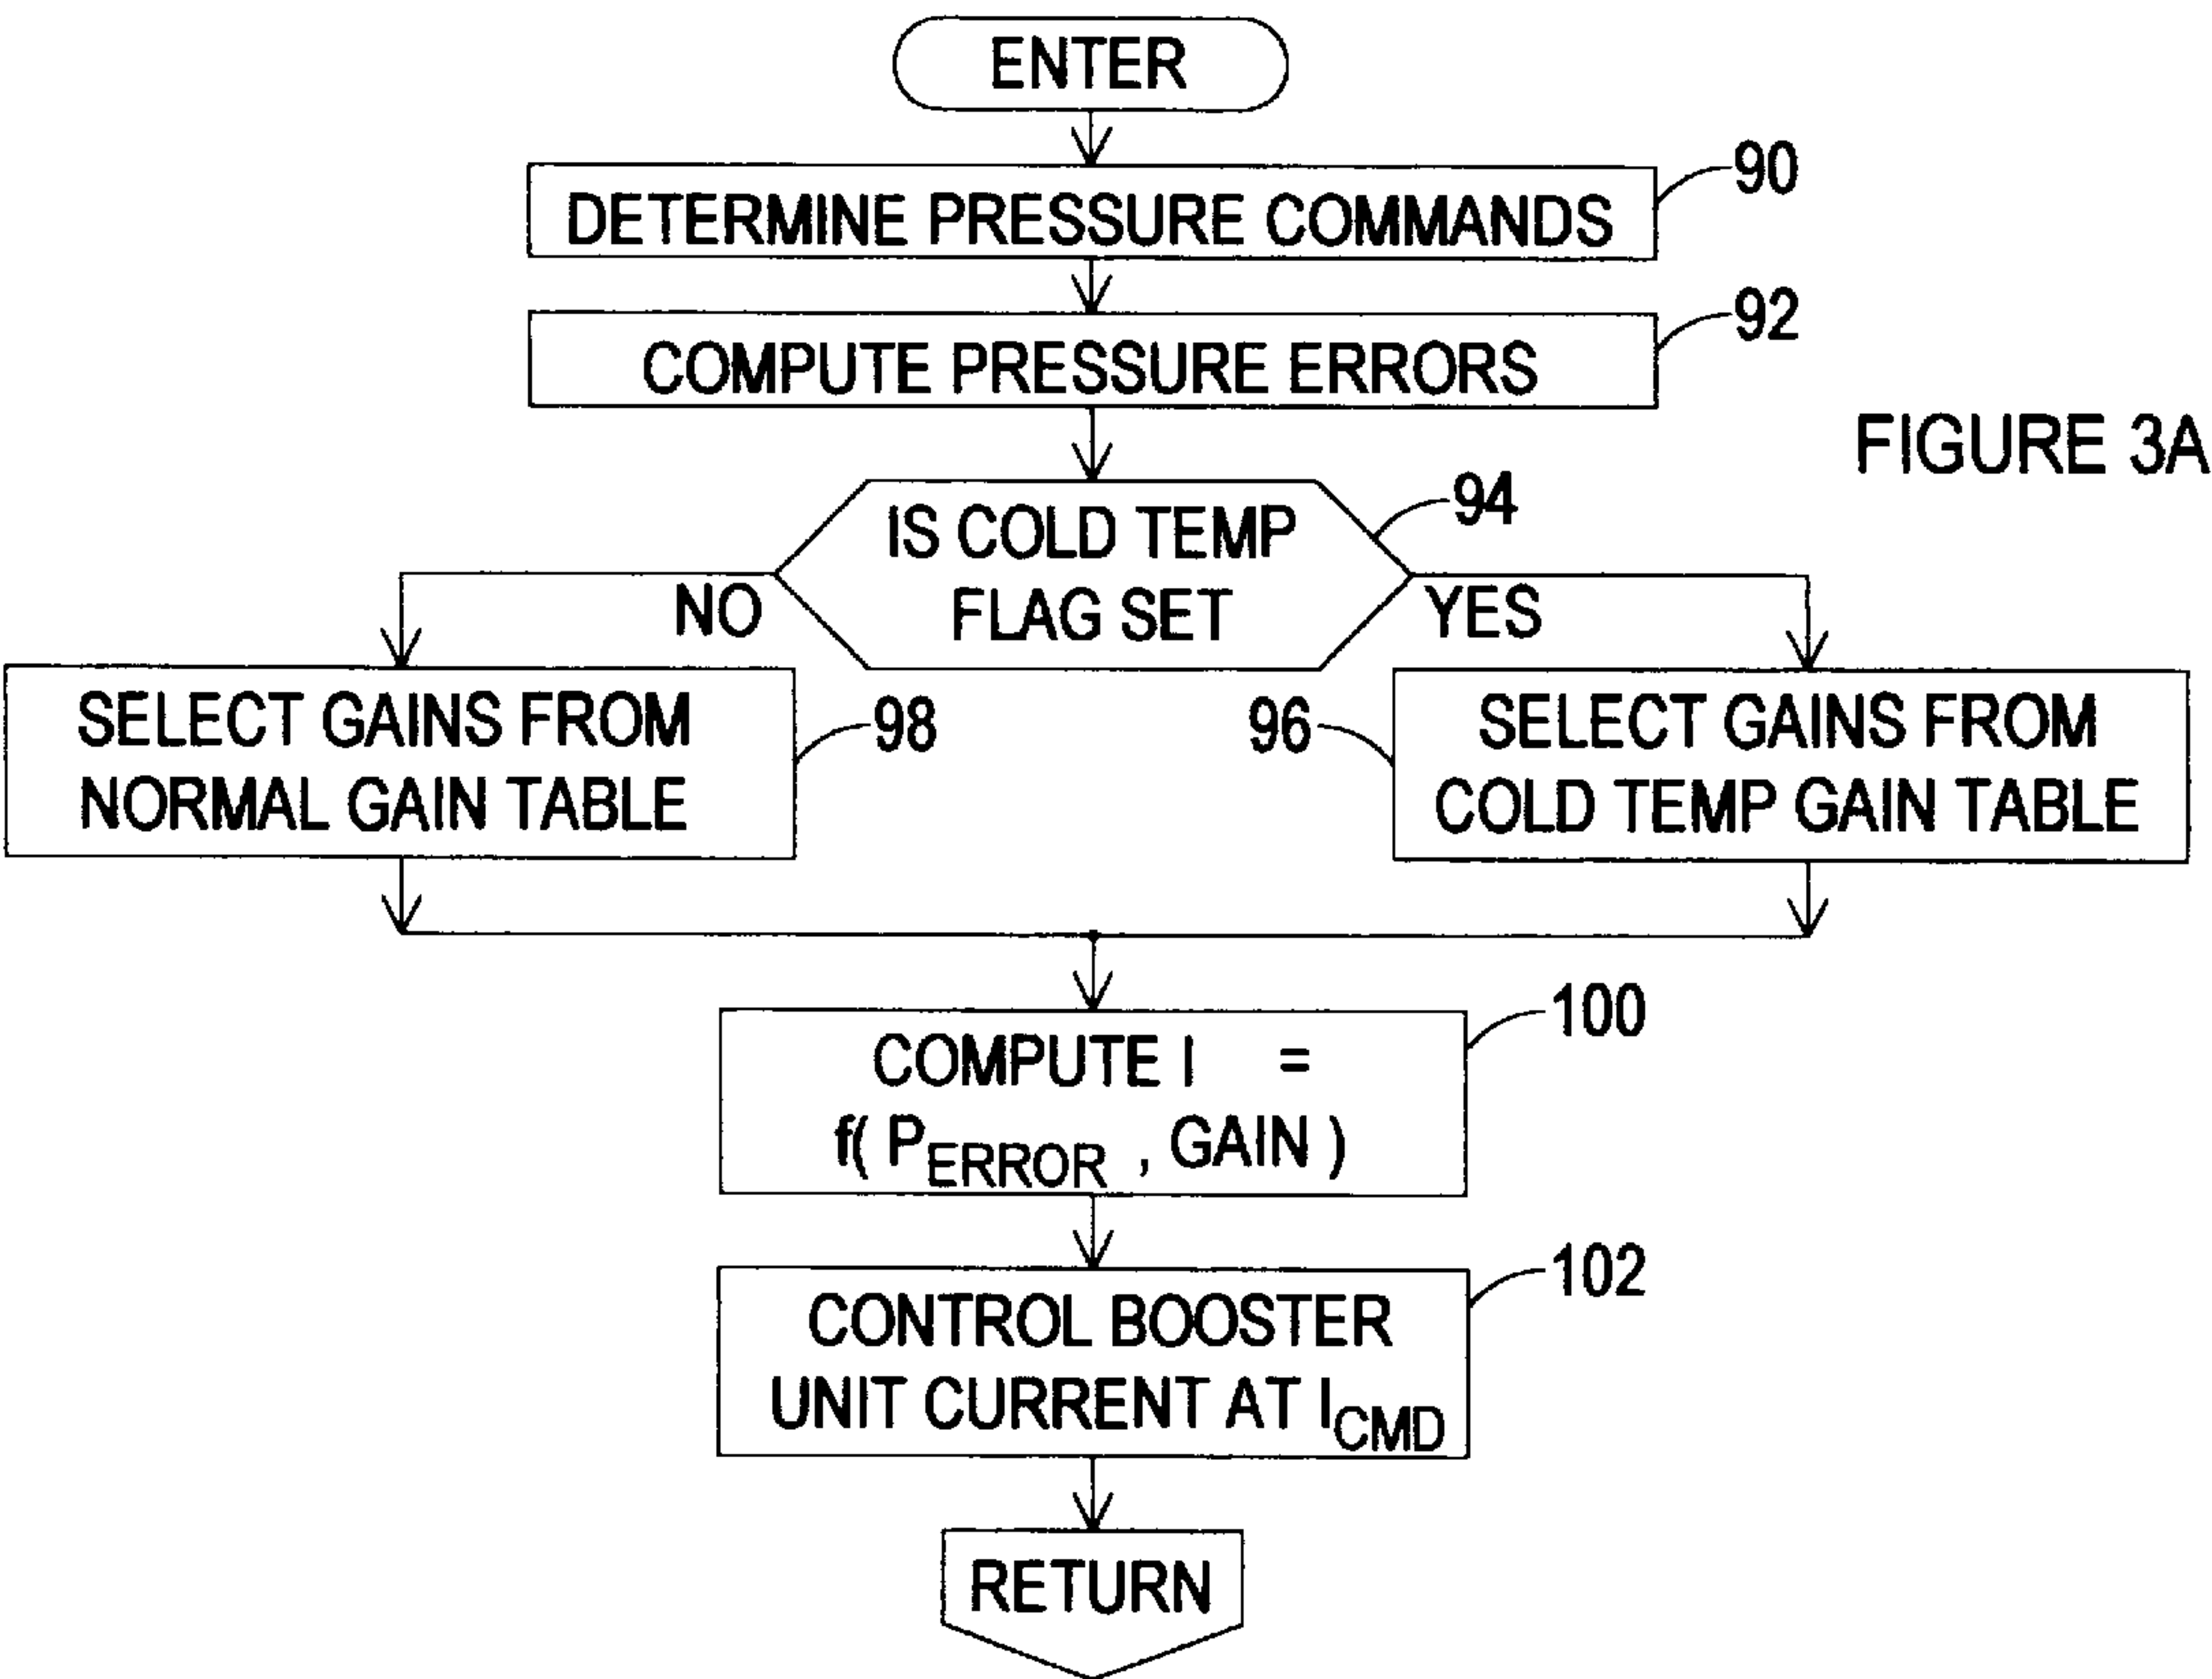 ENTER
90
DETERMINE PRESSURE COMMANDS
92
COMPUTE PRESSURE ERRORS
FIGURE 3A
94
IS COLD TEMP
FLAG SET
NO
YES
SELECT GAINS FROM
NORMAL GAIN TABLE
98
96
SELECT GAINS FROM
COLD TEMP GAIN TABLE
100
COMPUTE I =
f( PERROR , GAIN )
102
CONTROL BOOSTER
UNIT CURRENT AT ICMD
RETURN